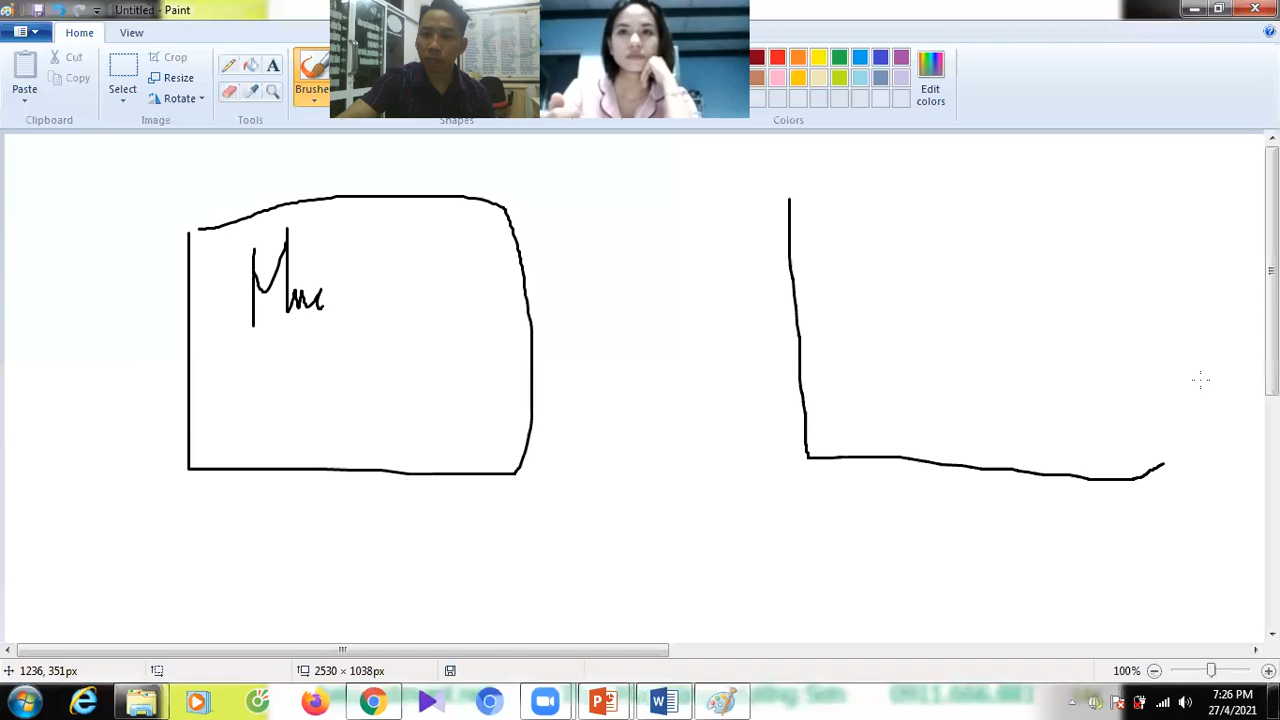 Untitled - Paint
Home
View
Paste
Cut
Copy
Clipboard
Select
Crop
Resize
Rotate
Image
A
Tools
Brushes
Shapes
Edit
colors
Colors
1236, 351px
2530 × 1038px
100%
7:26 PM
27/4/2021